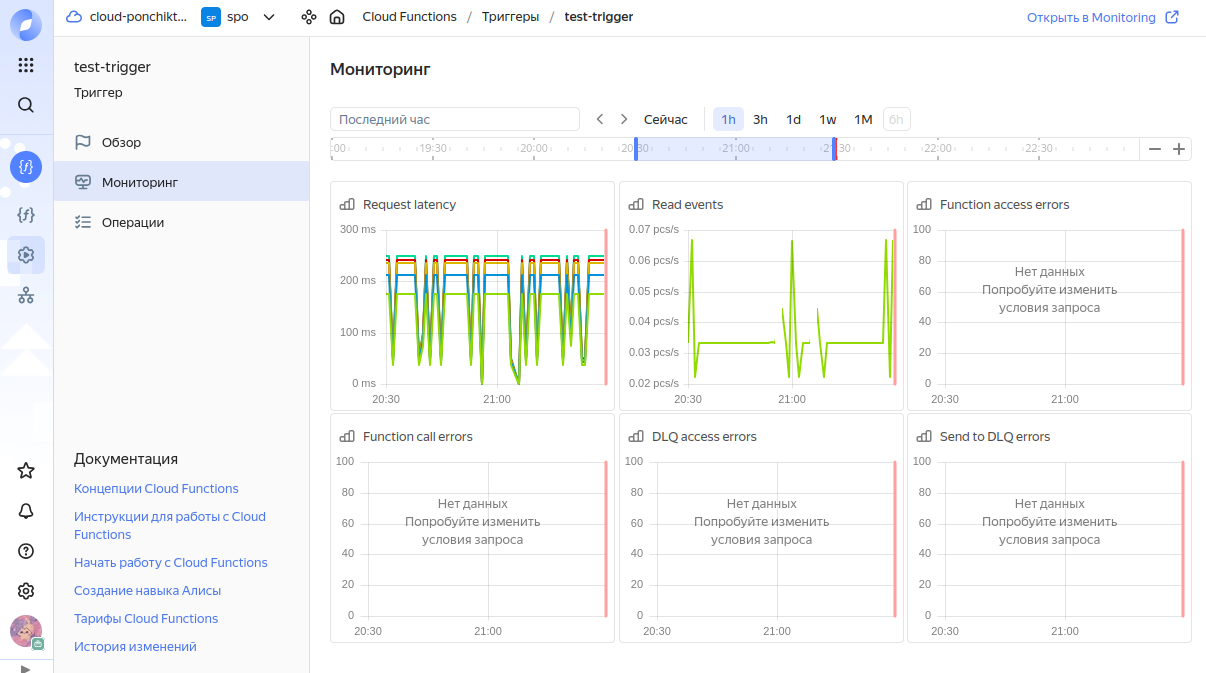 cloud-ponchikt...
SP
spo
Cloud Functions / Триггеры / test-trigger
Открыть в Monitoring
test-trigger
Триггер
Обзор
Мониторинг
Операции
Документация
Концепции Cloud Functions
Инструкции для работы с Cloud
Functions
Начать работу с Cloud Functions
Создание навыка Алисы
Тарифы Cloud Functions
История изменений
Мониторинг
Последний час
Сейчас
1h 3h 1d 1w 1M 6h
:00 19:30 20:00 20:30 21:00 21:30 22:00 22:30
Request latency
300 ms
200 ms
100 ms
0 ms
20:30 21:00
Read events
0.07 pcs/s
0.06 pcs/s
0.05 pcs/s
0.04 pcs/s
0.03 pcs/s
0.02 pcs/s
20:30 21:00
Function access errors
100
80
60
40
20
0
Нет данных
Попробуйте изменить
условия запроса
20:30 21:00
Function call errors
100
80
60
40
20
0
Нет данных
Попробуйте изменить
условия запроса
20:30 21:00
DLQ access errors
100
80
60
40
20
0
Нет данных
Попробуйте изменить
условия запроса
20:30 21:00
Send to DLQ errors
100
80
60
40
20
0
Нет данных
Попробуйте изменить
условия запроса
20:30 21:00